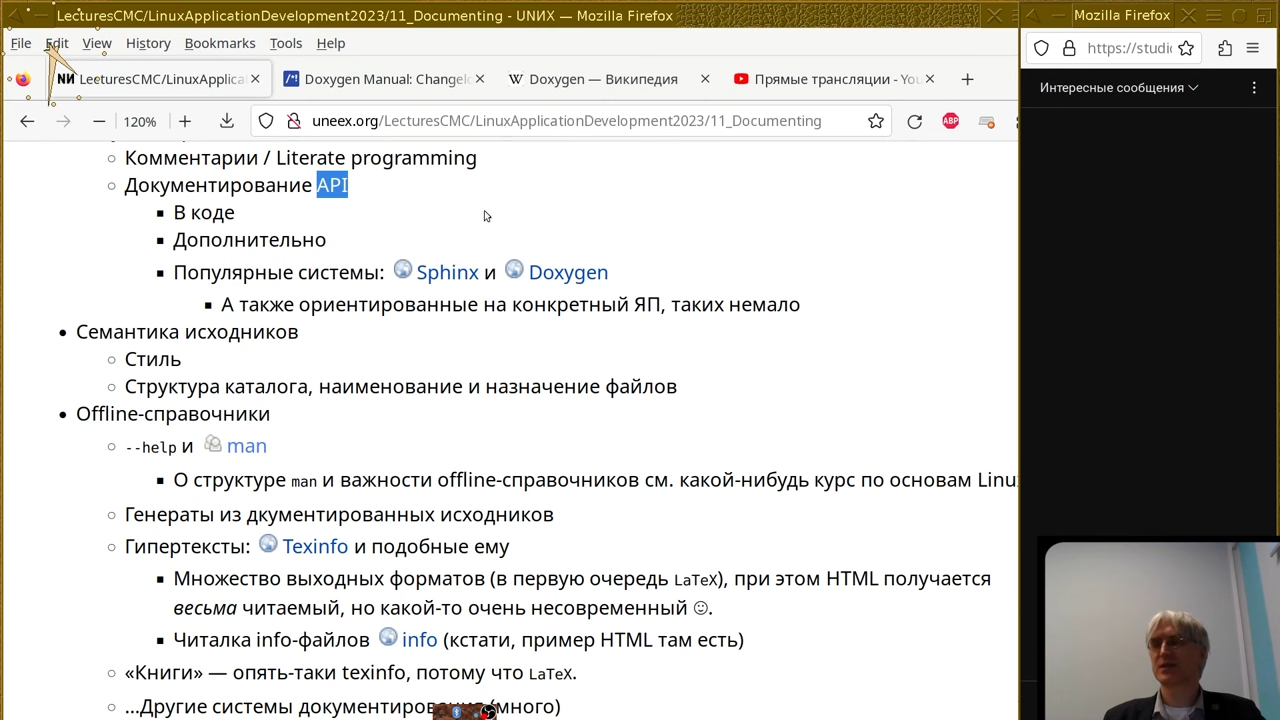 LecturesCMC/LinuxApplicationDevelopment2023/11_Documenting - UNИX — Mozilla Firefox
Mozilla Firefox
File Edit View History Bookmarks Tools Help
https://studi
NИ LecturesCMC/LinuxApplica
Doxygen Manual: Changelo
W Doxygen — Википедия
Прямые трансляции - You
120%
uneex.org/LecturesCMC/LinuxApplicationDevelopment2023/11_Documenting
ABP
Интересные сообщения
Комментарии / Literate programming
Документирование API
В коде
Дополнительно
Популярные системы: Sphinx и Doxygen
А также ориентированные на конкретный ЯП, таких немало
Семантика исходников
Стиль
Структура каталога, наименование и назначение файлов
Offline-справочники
--help и man
О структуре man и важности offline-справочников см. какой-нибудь курс по основам Linu
Генераты из дкументированных исходников
Гипертексты: Texinfo и подобные ему
Множество выходных форматов (в первую очередь LaTeX), при этом HTML получается
весьма читаемый, но какой-то очень несовременный ☺.
Читалка info-файлов info (кстати, пример HTML там есть)
«Книги» — опять-таки texinfo, потому что LaTeX.
...Другие системы документирова (много)